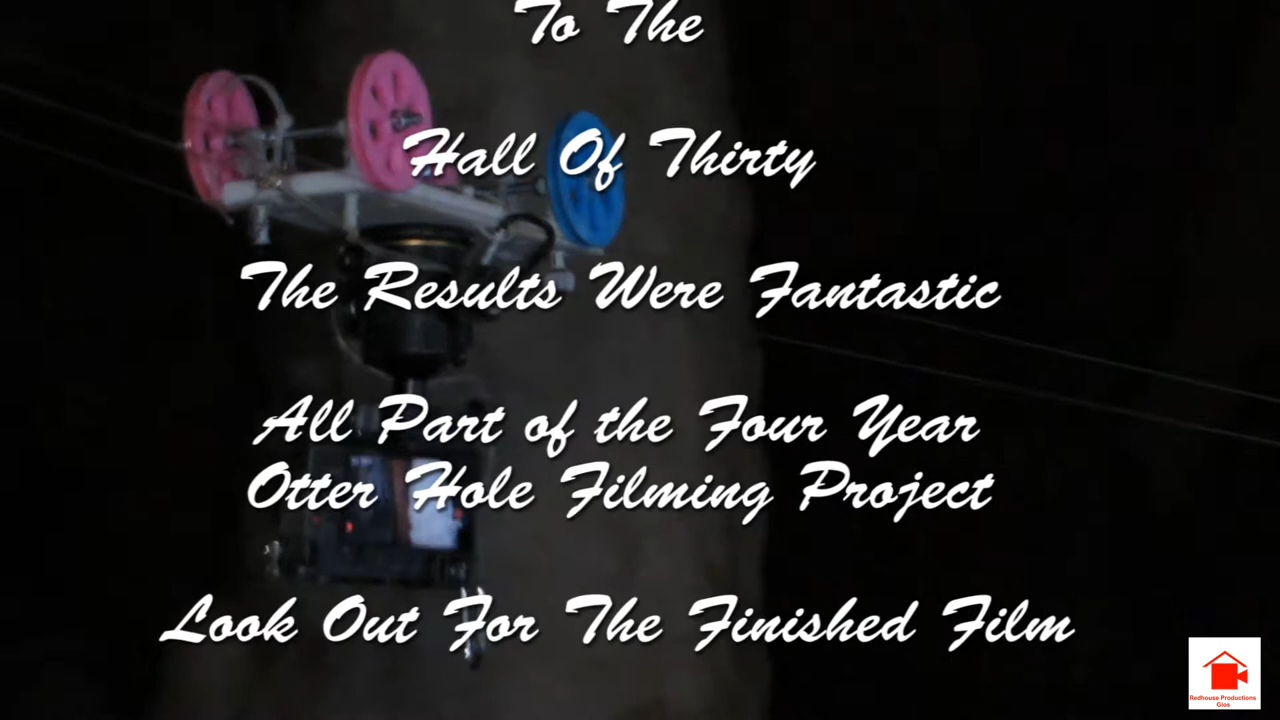 To The
Hall Of Thirty
The Results Were Fantastic
All Part of the Four Year
Otter Hole Filming Project
Look Out For The Finished Film
Redhouse Productions
Glos